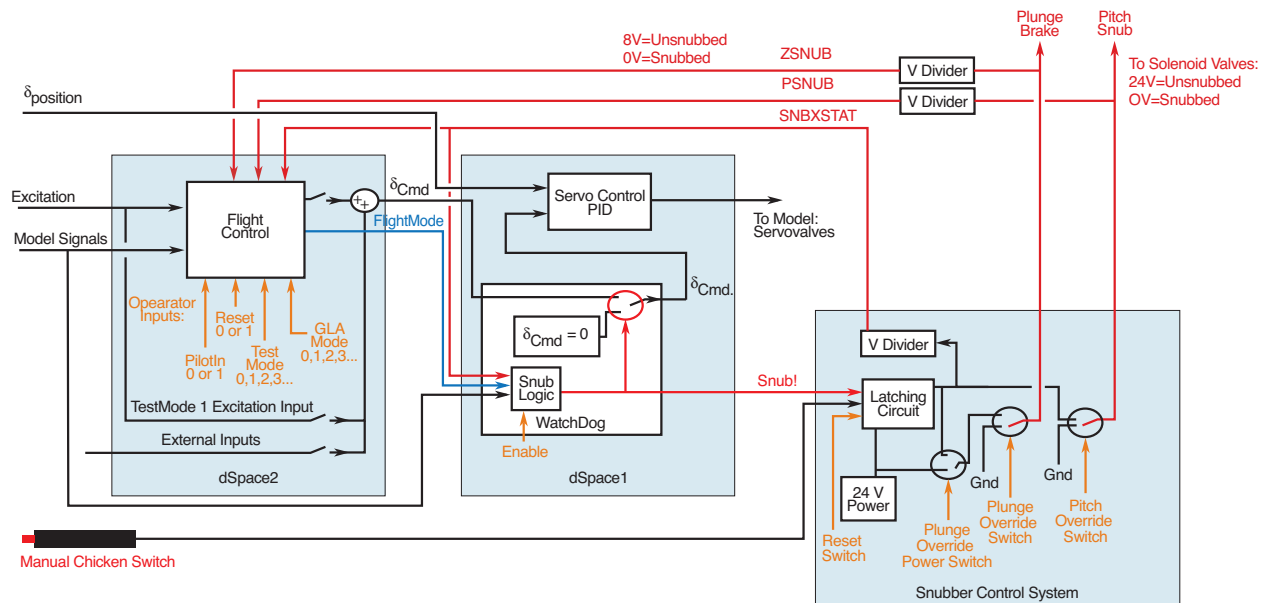 Plunge
Brake
Pitch
Snub
8V=Unsnubbed
0V=Snubbed
ZSNUB
V Divider
To Solenoid Valves:
24V=Unsnubbed
OV=Snubbed
PSNUB
V Divider
SNBXSTAT
δposition
Excitation
Model Signals
Flight
Control
++
δCmd
FlightMode
Servo Control
PID
To Model:
Servovalves
Opearator
Inputs:
PilotIn
0 or 1
Reset
0 or 1
Test
Mode
0,1,2,3...
GLA
Mode
0,1,2,3...
δCmd.
δCmd = 0
V Divider
Snub
Logic
Snub!
Latching
Circuit
TestMode 1 Excitation Input
WatchDog
External Inputs
Enable
dSpace2
dSpace1
24 V
Power
Gnd
Gnd
Reset
Switch
Plunge
Override
Power Switch
Plunge
Override
Switch
Pitch
Override
Switch
Manual Chicken Switch
Snubber Control System